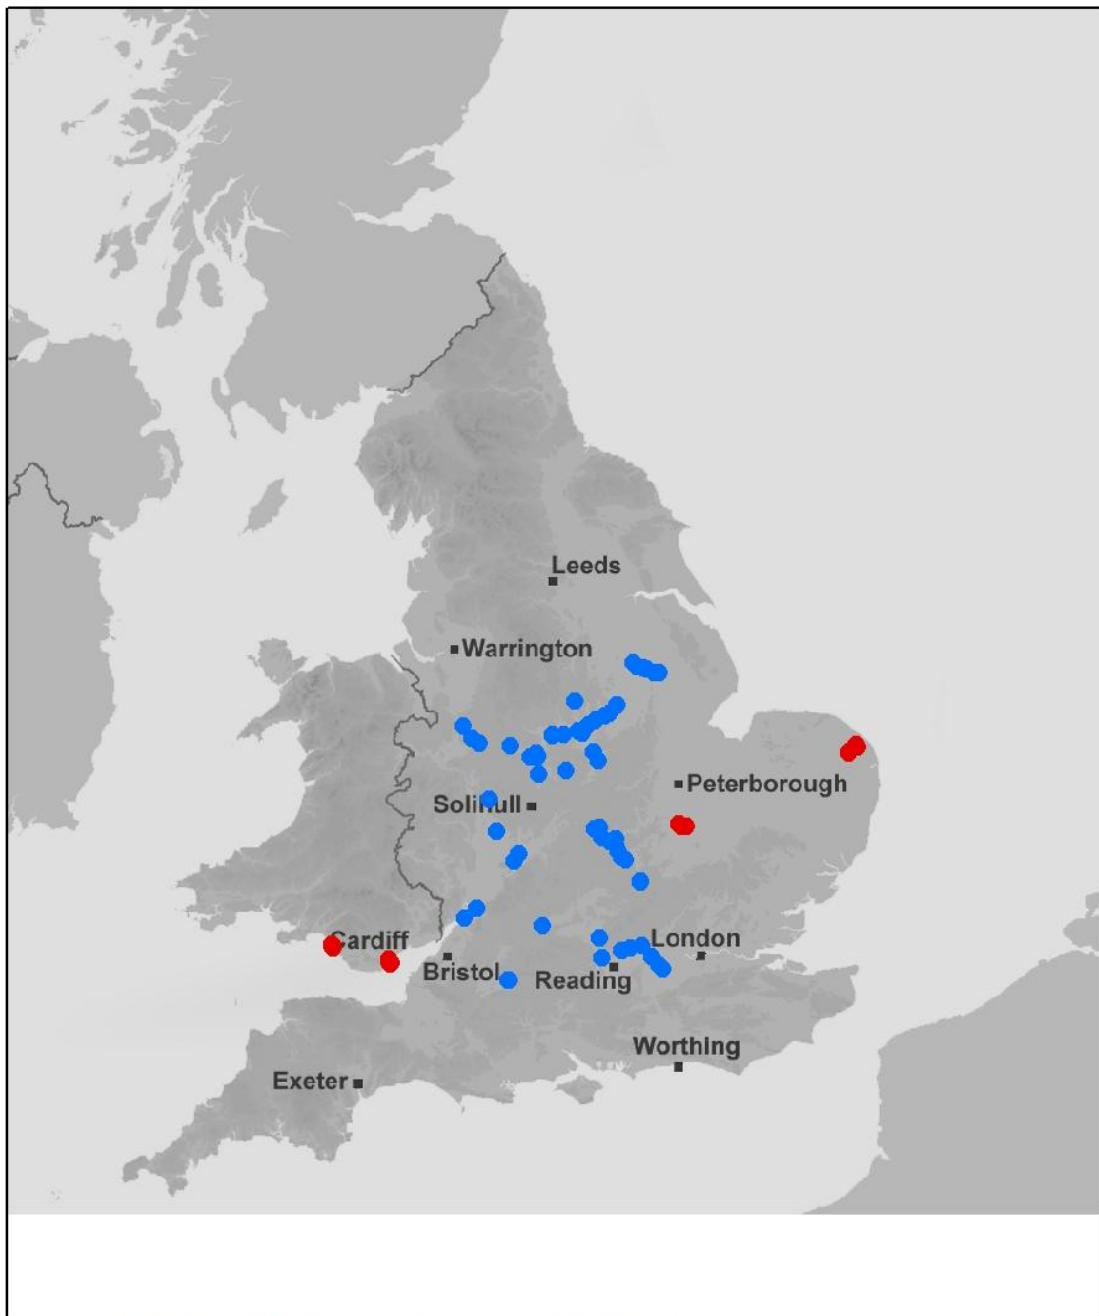 Leeds
Warrington
Peterborough
Solihull
Cardiff
London
Bristol
Reading
Worthing
Exeter